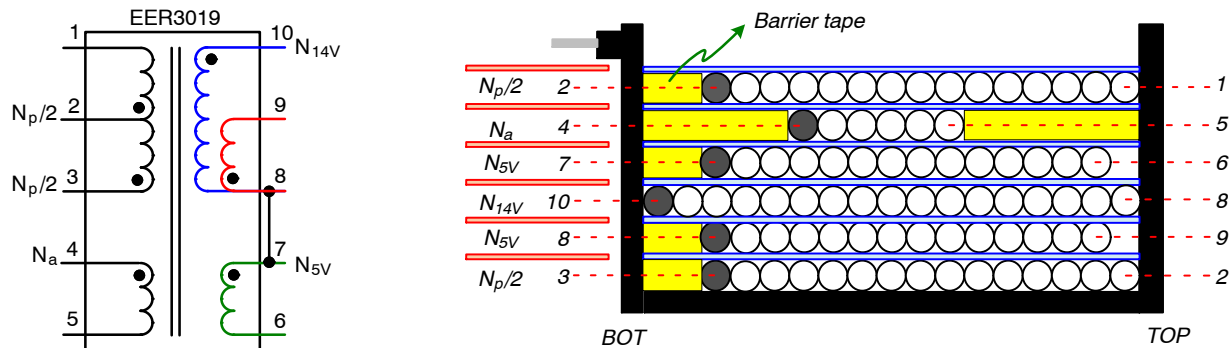 EER3019
1 10
N14V
Np/2 2 9
Np/2 3 8
4 7
Na N5V
5 6
Barrier tape
Np/2 2 1
Na 4 5
N5V 7 6
N14V 10 8
N5V 8 9
Np/2 3 2
BOT TOP